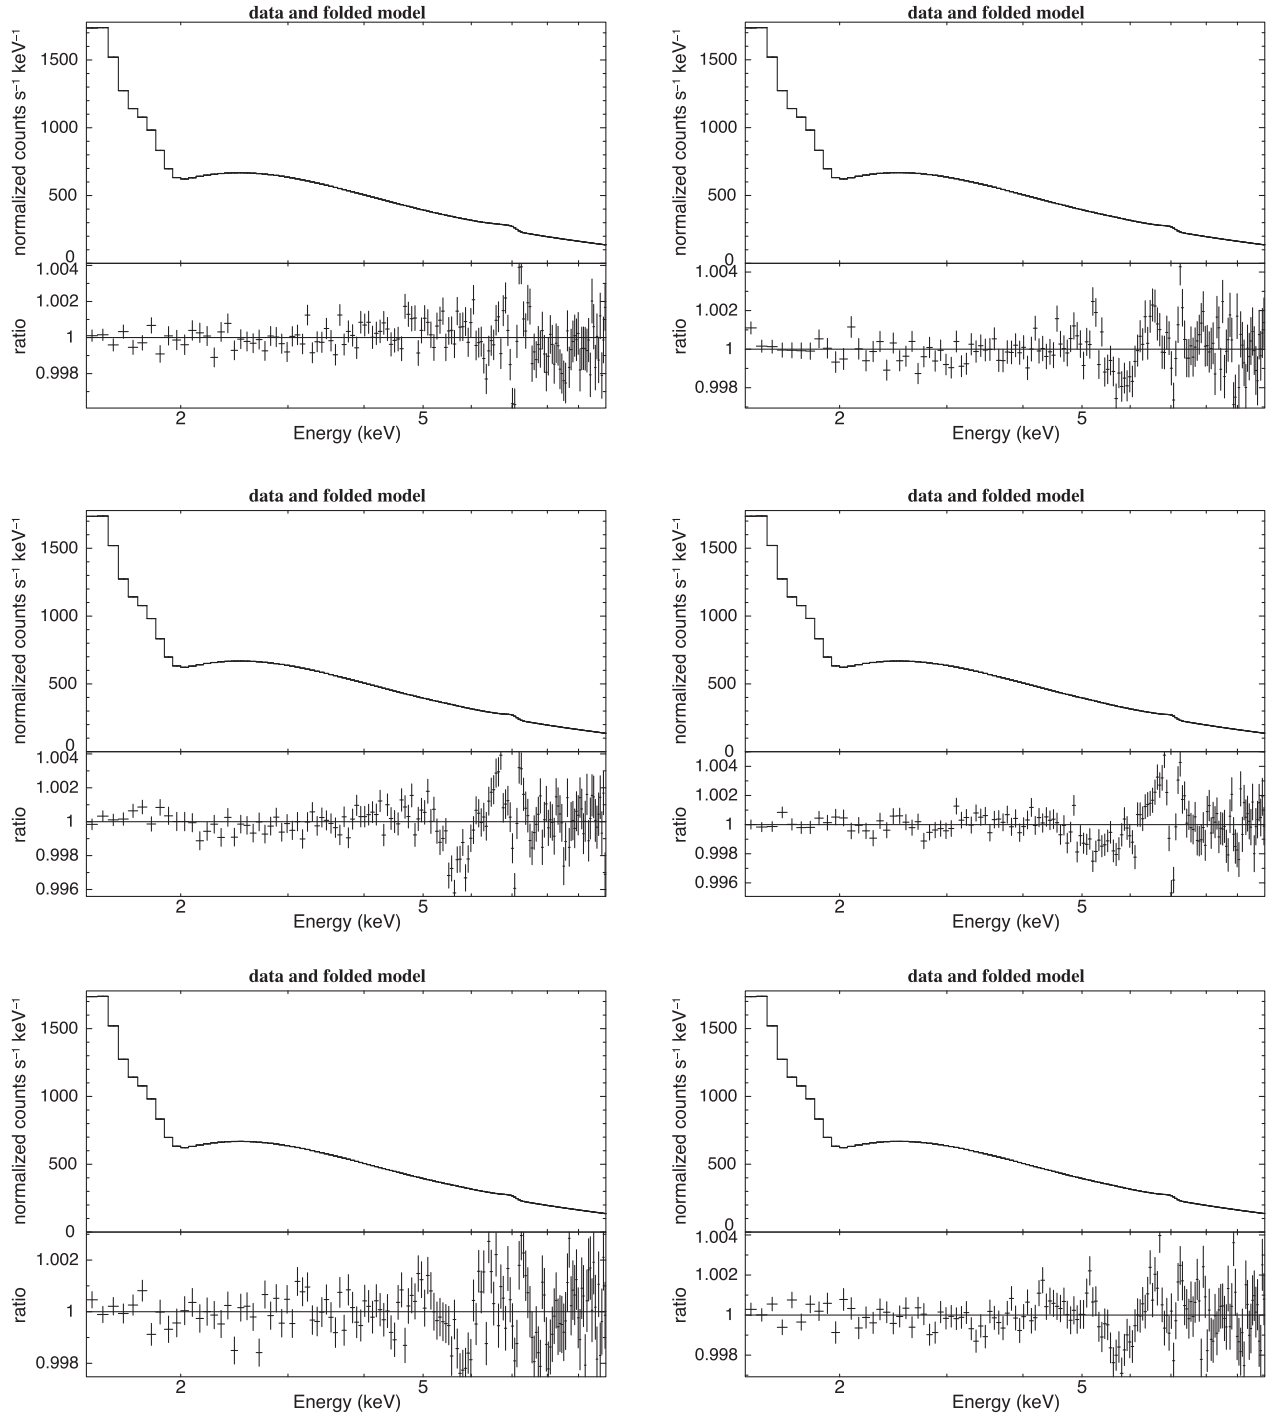 data and folded model
normalized counts s⁻¹ keV⁻¹
1500
1000
500
0
ratio
1.004
1.002
1
0.998
2
5
Energy (keV)
data and folded model
normalized counts s⁻¹ keV⁻¹
1500
1000
500
0
ratio
1.004
1.002
1
0.998
2
5
Energy (keV)
data and folded model
normalized counts s⁻¹ keV⁻¹
1500
1000
500
0
ratio
1.004
1.002
1
0.998
0.996
2
5
Energy (keV)
data and folded model
normalized counts s⁻¹ keV⁻¹
1500
1000
500
0
ratio
1.004
1.002
1
0.998
0.996
2
5
Energy (keV)
data and folded model
normalized counts s⁻¹ keV⁻¹
1500
1000
500
0
ratio
1.002
1
0.998
2
5
Energy (keV)
data and folded model
normalized counts s⁻¹ keV⁻¹
1500
1000
500
0
ratio
1.004
1.002
1
0.998
2
5
Energy (keV)